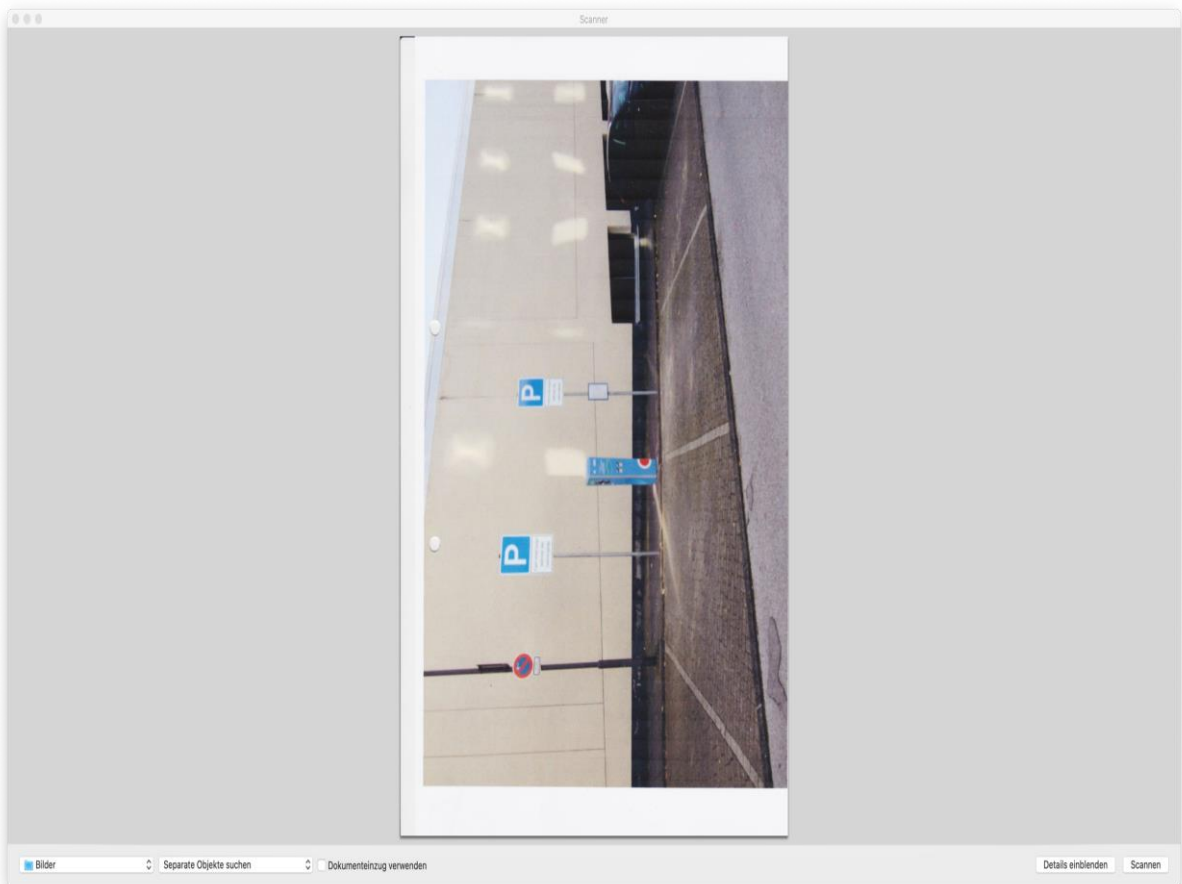 Scanner
P
P
Bilder
Separate Objekte suchen
Dokumenteinzug verwenden
Details einblenden
Scannen